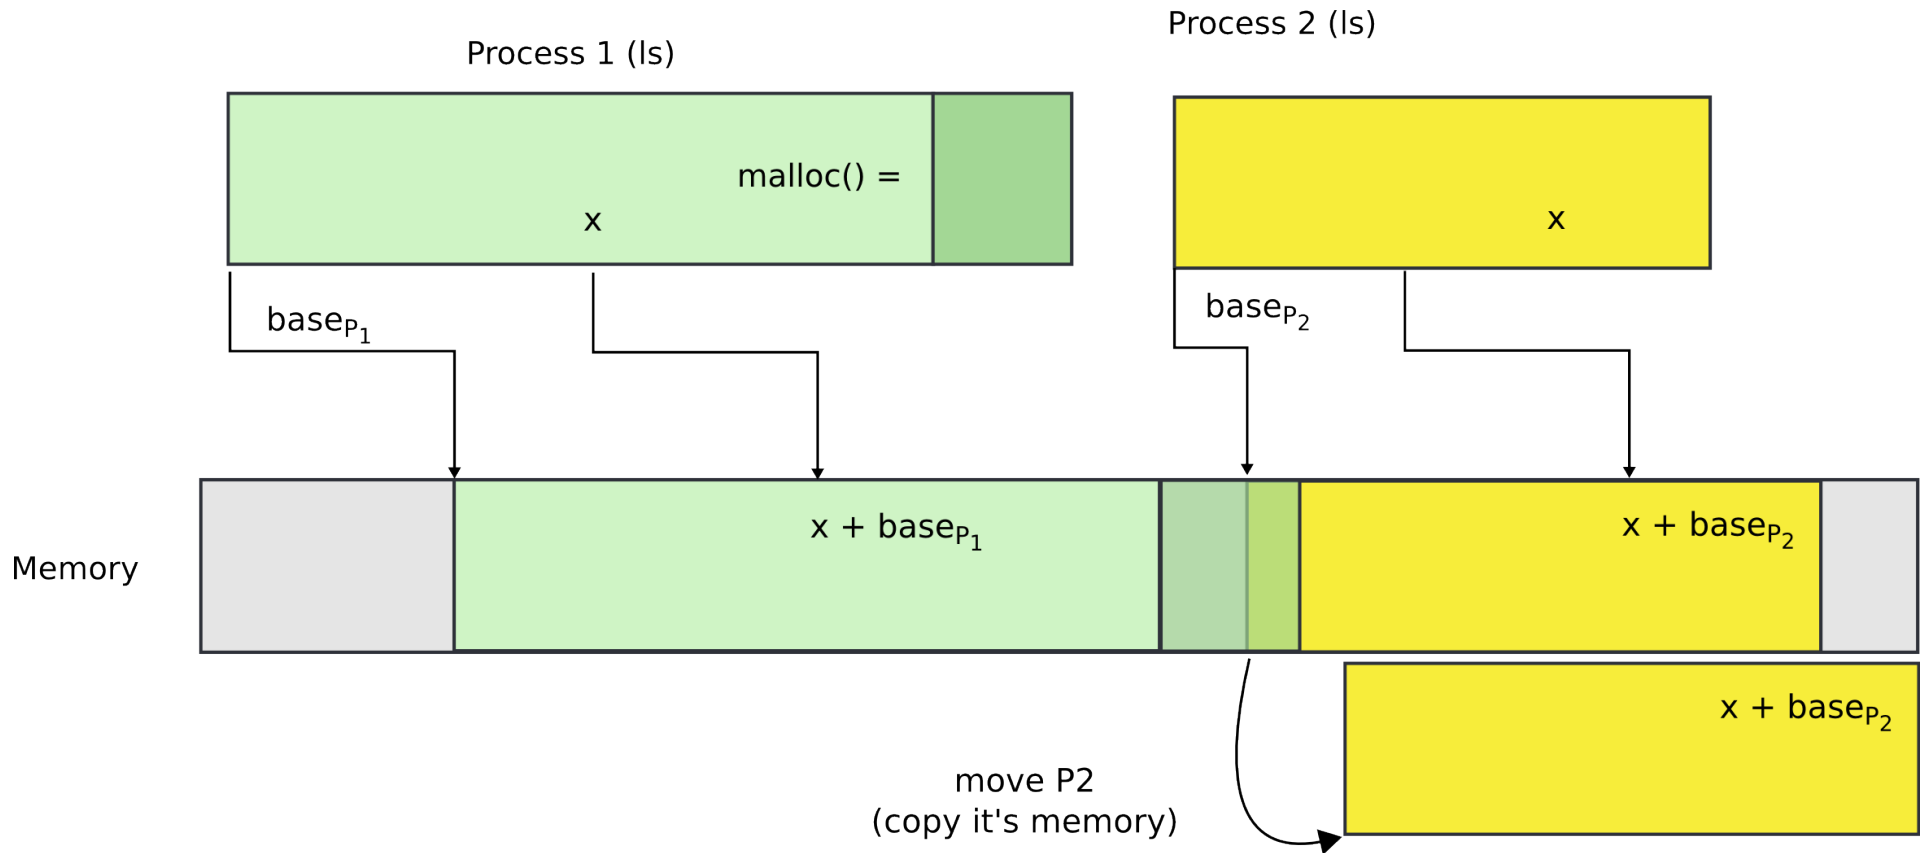 Process 1 (ls)
Process 2 (ls)
malloc() =
x
x
baseP1
baseP2
x + baseP1
x + baseP2
Memory
x + baseP2
move P2
(copy it's memory)